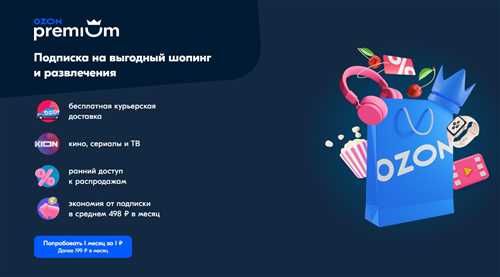 OZON
premium
Подписка на выгодный шопинг
и развлечения
бесплатная курьерская
доставка
KION
кино, сериалы и ТВ
%
ранний доступ
к распродажам
экономия от подписки
в среднем 498 ₽ в месяц
Попробовать 1 месяц за 1 ₽
Далее 199 ₽ в месяц
OZON
%